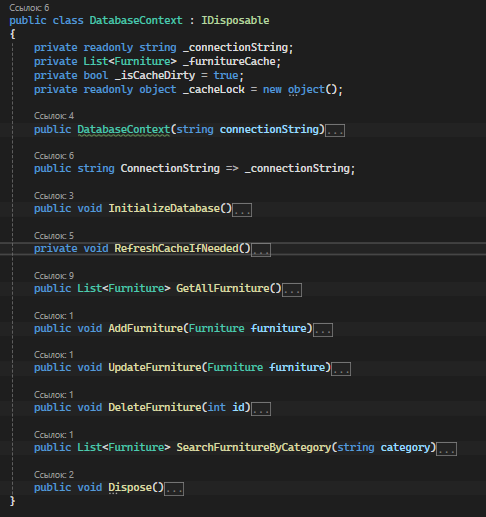 Ссылок: 6
public class DatabaseContext : IDisposable
{
private readonly string _connectionString;
private List<Furniture> _furnitureCache;
private bool _isCacheDirty = true;
private readonly object _cacheLock = new object();
Ссылок: 4
public DatabaseContext(string connectionString)...
Ссылок: 6
public string ConnectionString => _connectionString;
Ссылок: 3
public void InitializeDatabase()...
Ссылок: 5
private void RefreshCacheIfNeeded()...
Ссылок: 9
public List<Furniture> GetAllFurniture()...
Ссылок: 1
public void AddFurniture(Furniture furniture)...
Ссылок: 1
public void UpdateFurniture(Furniture furniture)...
Ссылок: 1
public void DeleteFurniture(int id)...
Ссылок: 1
public List<Furniture> SearchFurnitureByCategory(string category)...
Ссылок: 2
public void Dispose()...
}